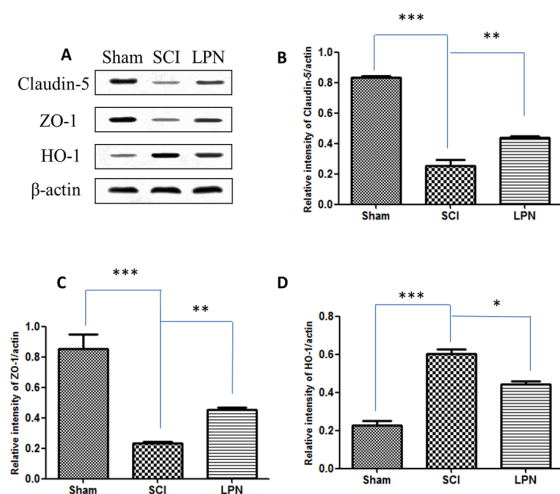 A
Sham SCI LPN
Claudin-5
ZO-1
HO-1
β-actin
B
***
**
Relative intensity of Claudin-5/actin
1.0
0.8
0.6
0.4
0.2
0.0
Sham SCI LPN
C
***
**
Relative intensity of ZO-1/actin
1.0
0.8
0.6
0.4
0.2
0.0
Sham SCI LPN
D
***
*
Relative intensity of HO-1/actin
0.8
0.6
0.4
0.2
0.0
Sham SCI LPN